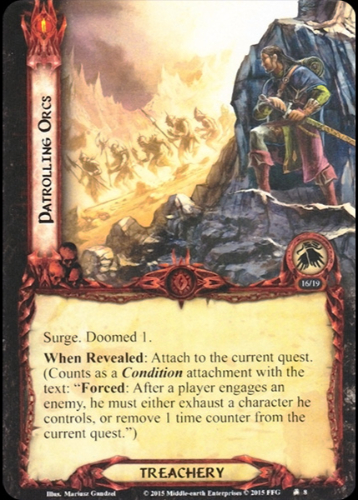 PATROLLING ORCS
16/19
Surge. Doomed 1.
When Revealed: Attach to the current quest.
(Counts as a Condition attachment with the
text: "Forced: After a player engages an
enemy, he must either exhaust a character he
controls, or remove 1 time counter from the
current quest.")
TREACHERY
Illus. Mariusz Gandzel
© 2015 Middle-earth Enterprises © 2015 FFG